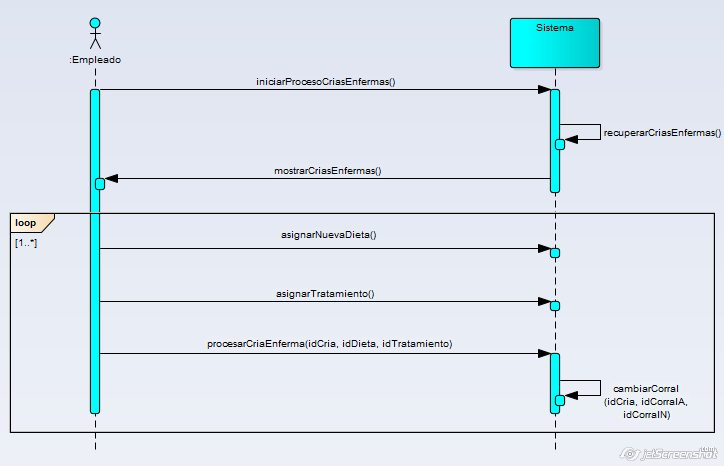 Sistema
:Empleado
iniciarProcesoCriasEnfermas()
recuperarCriasEnfermas()
mostrarCriasEnfermas()
loop
[1..*]
asignarNuevaDieta()
asignarTratamiento()
procesarCriaEnferma(idCria, idDieta, idTratamiento)
cambiarCorral
(idCria, idCorralA,
idCorralN)
jetScreenshot